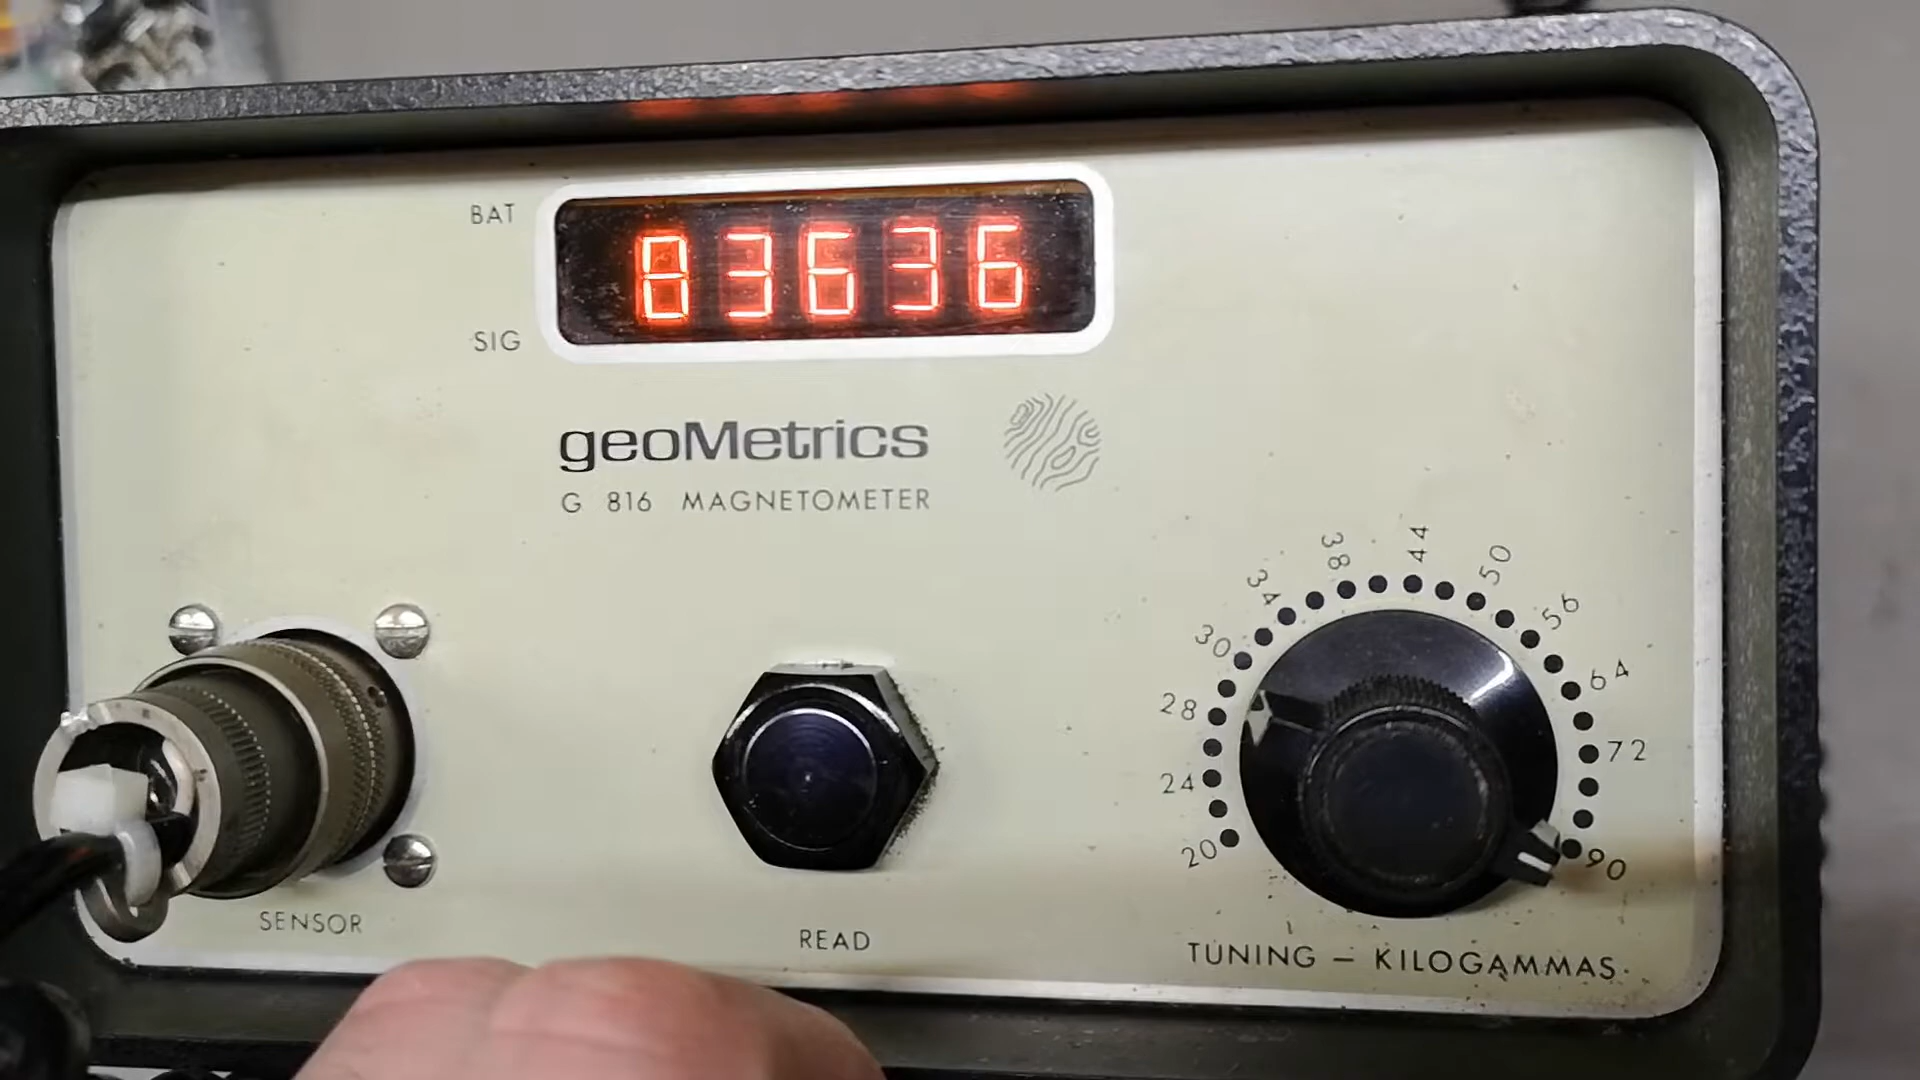 BAT
83636
SIG
geoMetrics
G 816 MAGNETOMETER
20
24
28
30
34
38
44
50
56
64
72
90
SENSOR
READ
TUNING – KILOGAMMAS